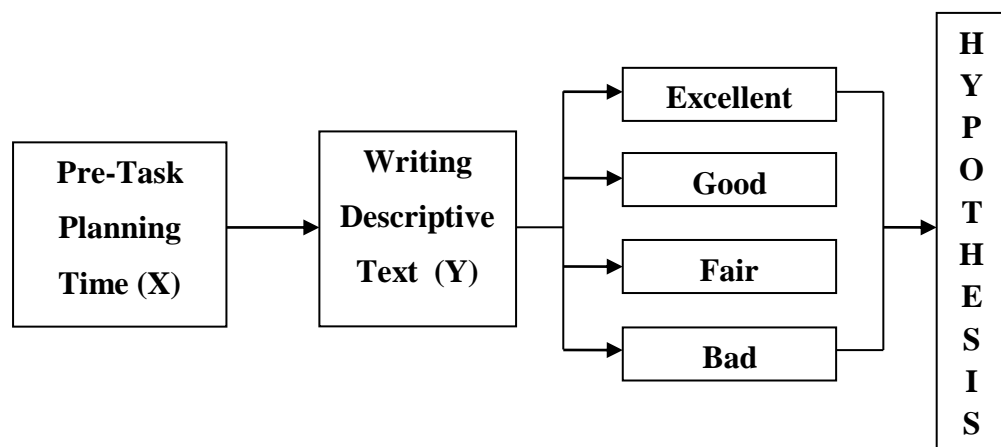 Pre-Task
Planning
Time (X)
Writing
Descriptive
Text (Y)
Excellent
Good
Fair
Bad
H
Y
P
O
T
H
E
S
I
S